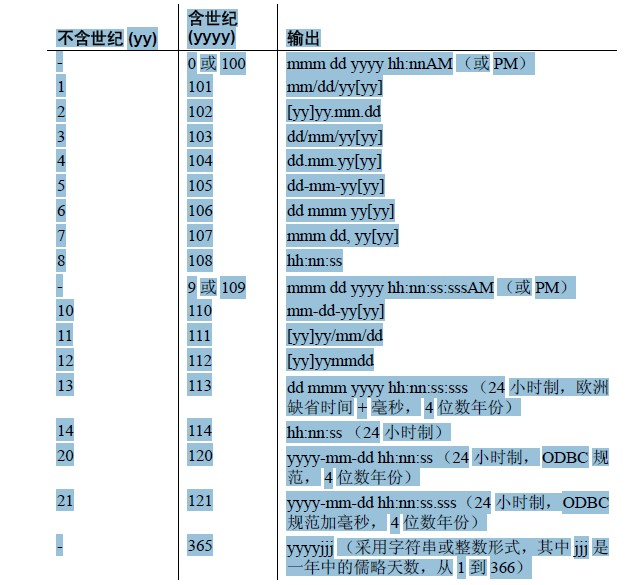 不含世纪 (yy) 含世纪 (yyyy) 输出
- 0 或 100 mnm dd yyyy hh:nnAM （或 PM）
1 101 mm/dd/yy[yy]
2 102 [yy]yy.mm.dd
3 103 dd/mm/yy[yy]
4 104 dd.mm.yy[yy]
5 105 dd-mm-yy[yy]
6 106 dd mmm yy[yy]
7 107 mmm dd, yy[yy]
8 108 hh:nn:ss
- 9 或 109 mmm dd yyyy hh:nn:ss:sssAM （或 PM）
10 110 mm-dd-yy[yy]
11 111 [yy]yy/mm/dd
12 112 [yy]yymmdd
13 113 dd mmm yyyy hh:nn:ss:sss （24 小时制，欧洲
缺省时间 + 毫秒， 4 位数年份）
14 114 hh:nn:ss （24 小时制）
20 120 yyyy-mm-dd hh:nn:ss （24 小时制， ODBC 规
范， 4 位数年份）
21 121 yyyy-mm-dd hh:nn:ss.sss（24 小时制，ODBC
规范加毫秒， 4 位数年份）
- 365 yyyyjjj （采用字符串或整数形式，其中 jjj 是
一年中的儒略天数，从 1 到 366）